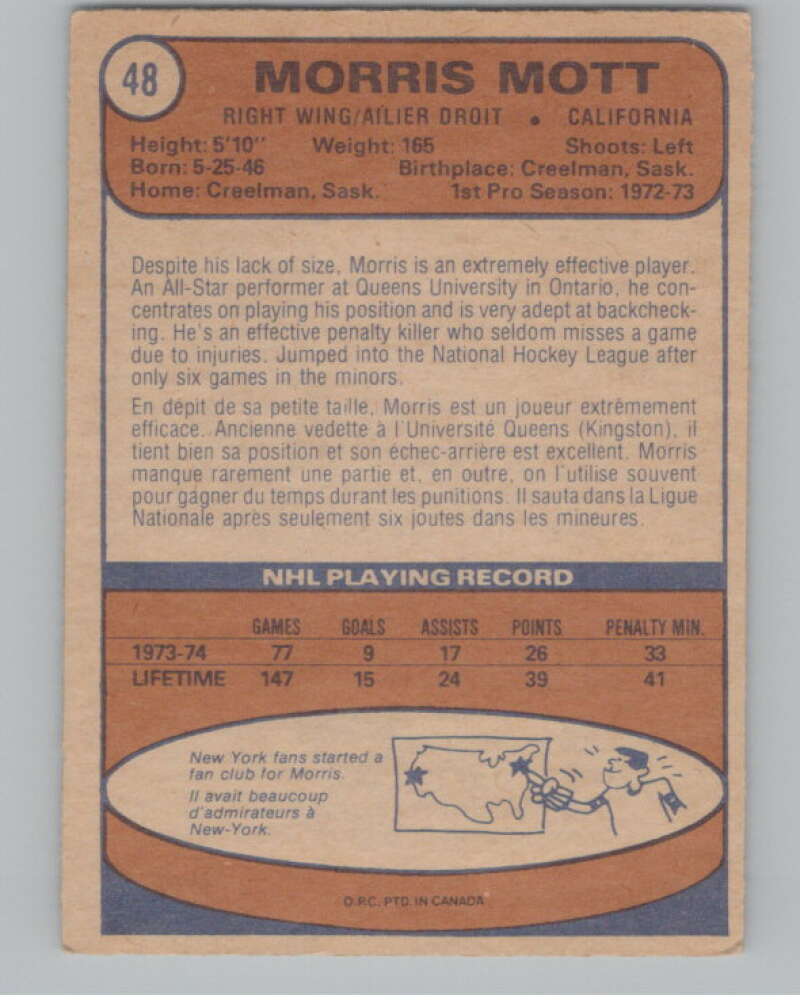 48
MORRIS MOTT
RIGHT WING/AILIER DROIT • CALIFORNIA
Height: 5'10" Weight: 165 Shoots: Left
Born: 5-25-46 Birthplace: Creelman, Sask.
Home: Creelman, Sask. 1st Pro Season: 1972-73
Despite his lack of size, Morris is an extremely effective player.
An All-Star performer at Queens University in Ontario, he con-
centrates on playing his position and is very adept at backcheck-
ing. He's an effective penalty killer who seldom misses a game
due to injuries. Jumped into the National Hockey League after
only six games in the minors.
En dépit de sa petite taille, Morris est un joueur extrêmement
efficace. Ancienne vedette à l'Université Queens (Kingston), il
tient bien sa position et son échec-arrière est excellent. Morris
manque rarement une partie et, en outre, on l'utilise souvent
pour gagner du temps durant les punitions. Il sauta dans la Ligue
Nationale après seulement six joutes dans les mineures.
NHL PLAYING RECORD
GAMES GOALS ASSISTS POINTS PENALTY MIN.
1973-74 77 9 17 26 33
LIFETIME 147 15 24 39 41
New York fans started a
fan club for Morris.
Il avait beaucoup
d'admirateurs à
New-York.
O.P.C. PTD. IN CANADA